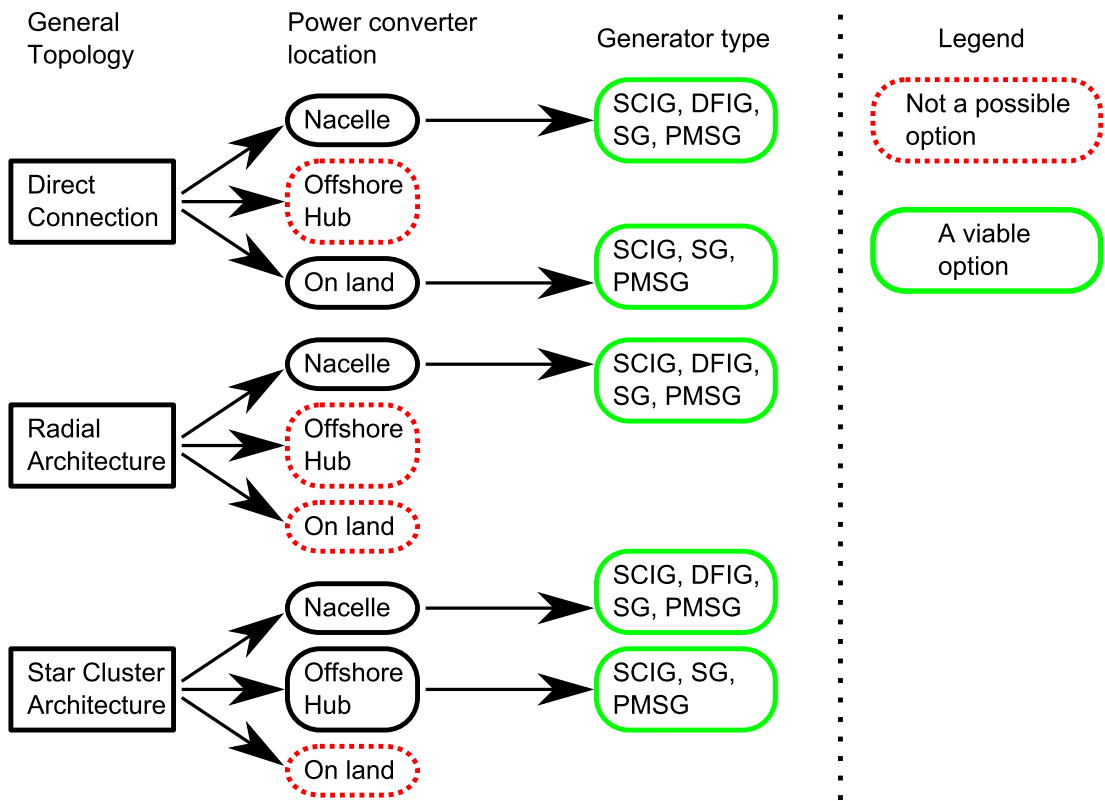 General
Topology
Power converter
location
Generator type
Legend
Direct
Connection
Nacelle
SCIG, DFIG,
SG, PMSG
Offshore
Hub
On land
SCIG, SG,
PMSG
Radial
Architecture
Nacelle
SCIG, DFIG,
SG, PMSG
Offshore
Hub
On land
Star Cluster
Architecture
Nacelle
SCIG, DFIG,
SG, PMSG
Offshore
Hub
SCIG, SG,
PMSG
On land
Not a possible
option
A viable
option